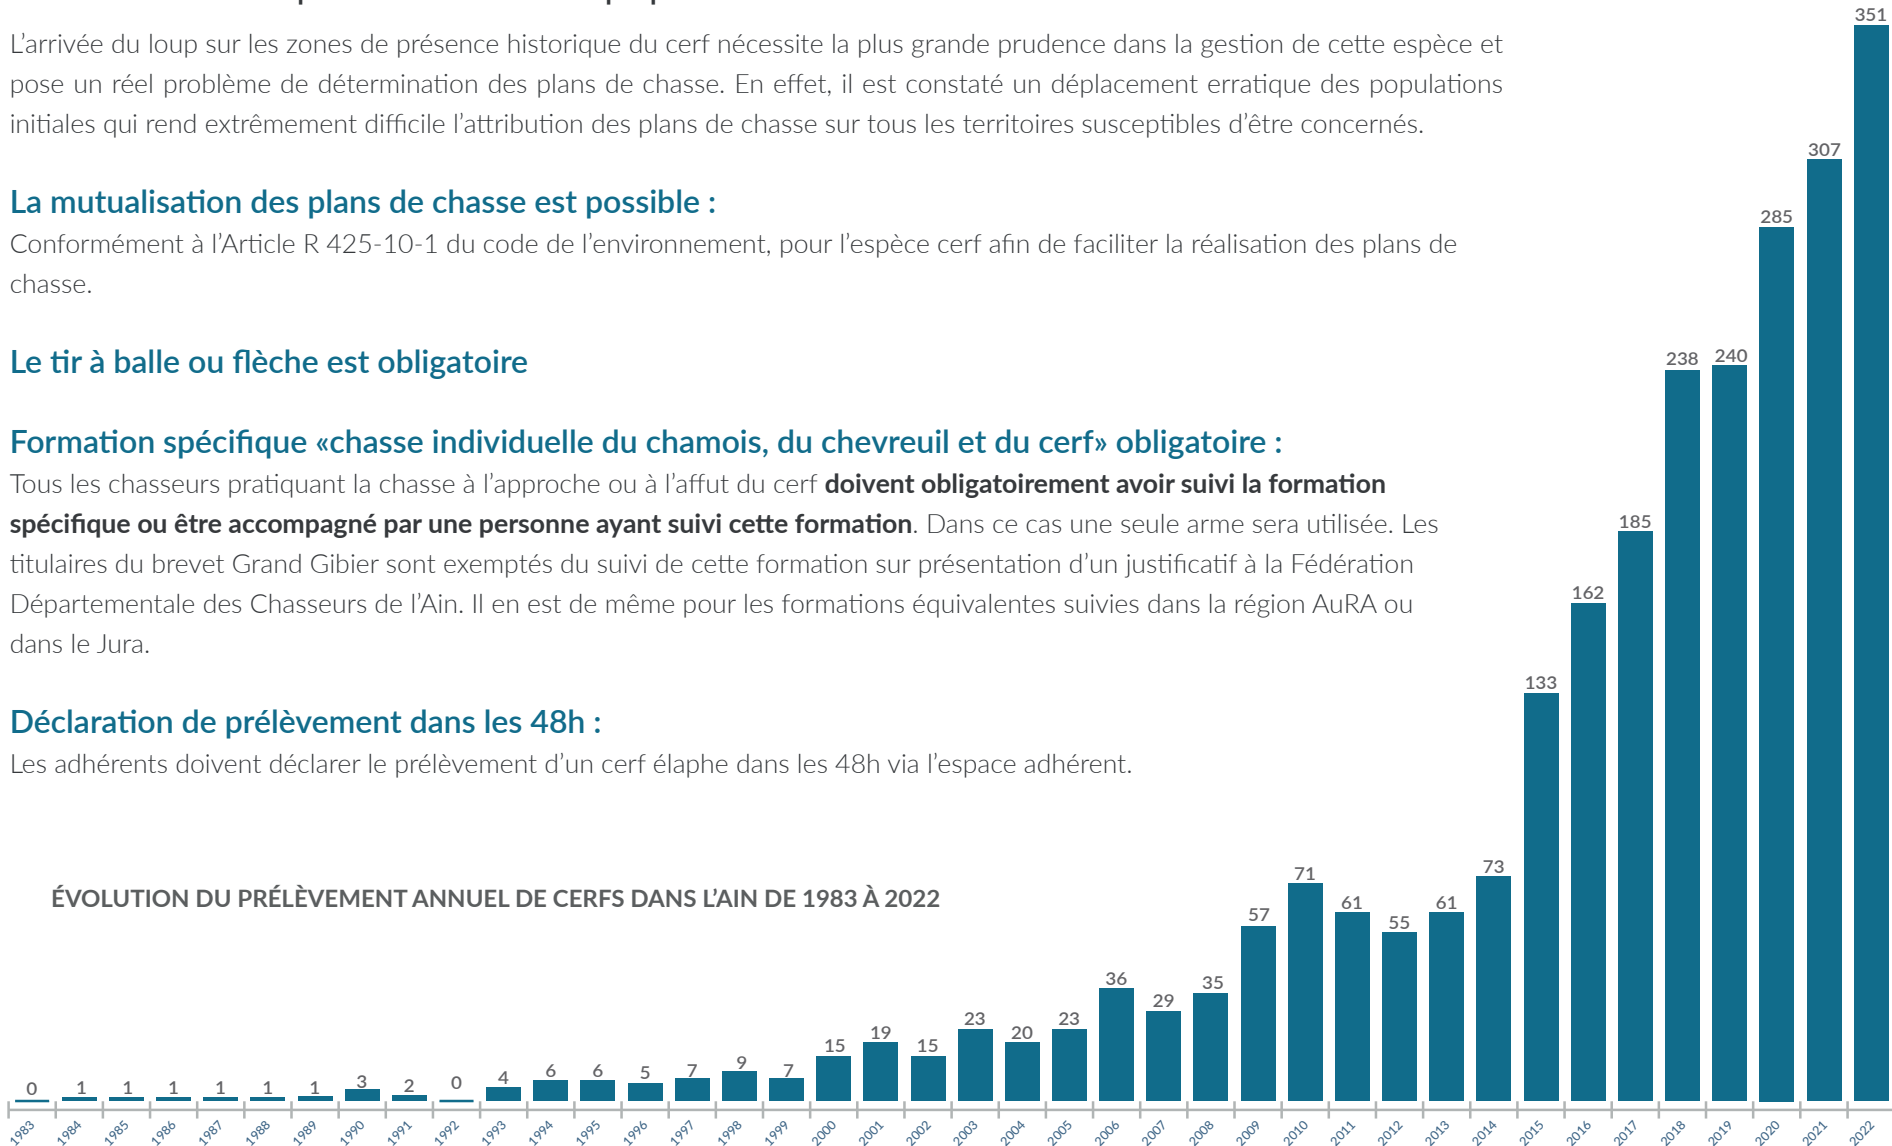 L’arrivée du loup sur les zones de présence historique du cerf nécessite la plus grande prudence dans la gestion de cette espèce et
pose un réel problème de détermination des plans de chasse. En effet, il est constaté un déplacement erratique des populations
initiales qui rend extrêmement difficile l’attribution des plans de chasse sur tous les territoires susceptibles d’être concernés.
La mutualisation des plans de chasse est possible :
Conformément à l’Article R 425-10-1 du code de l’environnement, pour l’espèce cerf afin de faciliter la réalisation des plans de
chasse.
Le tir à balle ou flèche est obligatoire
Formation spécifique «chasse individuelle du chamois, du chevreuil et du cerf» obligatoire :
Tous les chasseurs pratiquant la chasse à l’approche ou à l’affut du cerf doivent obligatoirement avoir suivi la formation
spécifique ou être accompagné par une personne ayant suivi cette formation. Dans ce cas une seule arme sera utilisée. Les
titulaires du brevet Grand Gibier sont exemptés du suivi de cette formation sur présentation d’un justificatif à la Fédération
Départementale des Chasseurs de l’Ain. Il en est de même pour les formations équivalentes suivies dans la région AuRA ou
dans le Jura.
Déclaration de prélèvement dans les 48h :
Les adhérents doivent déclarer le prélèvement d’un cerf élaphe dans les 48h via l’espace adhérent.
ÉVOLUTION DU PRÉLÈVEMENT ANNUEL DE CERFS DANS L’AIN DE 1983 À 2022
0 1 1 1 1 1 1 3 2 0 4 6 6 5 7 9 7 15 19 15 23 20 23 36 29 35 57 71 61 55 61 73 133 162 185 238 240 285 307 351
1983 1984 1985 1986 1987 1988 1989 1990 1991 1992 1993 1994 1995 1996 1997 1998 1999 2000 2001 2002 2003 2004 2005 2006 2007 2008 2009 2010 2011 2012 2013 2014 2015 2016 2017 2018 2019 2020 2021 2022